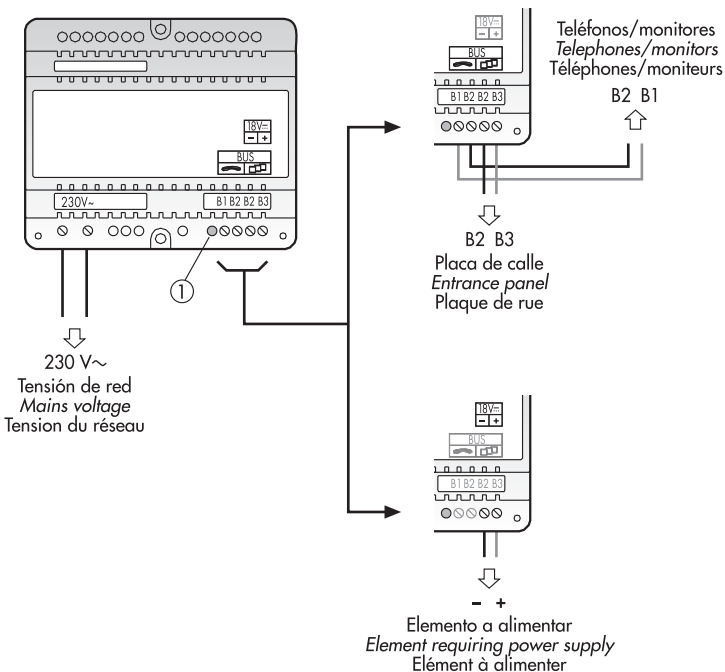 18V⎓
- +
BUS
230V~
B1 B2 B2 B3
1
230 V~
Tensión de red
Mains voltage
Tension du réseau
18V⎓
- +
BUS
B1 B2 B2 B3
Teléfonos/monitores
Telephones/monitors
Téléphones/moniteurs
B2 B1
B2 B3
Placa de calle
Entrance panel
Plaque de rue
18V⎓
- +
BUS
B1 B2 B2 B3
- +
Elemento a alimentar
Element requiring power supply
Elément à alimenter